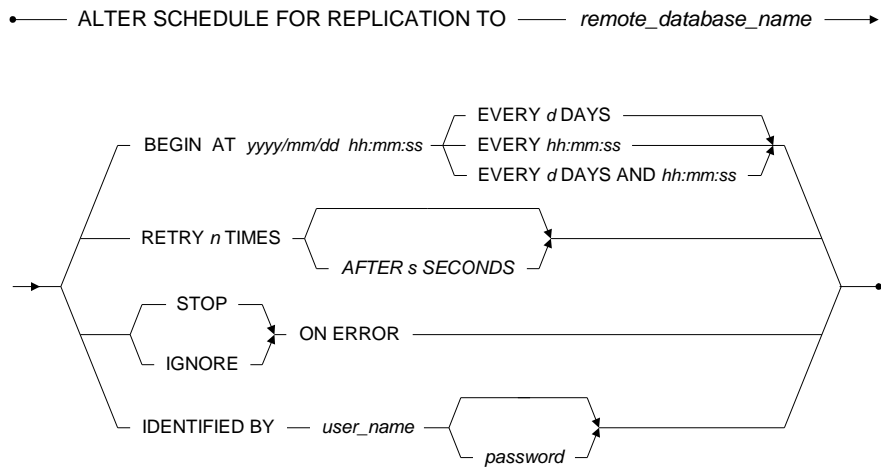 ALTER SCHEDULE FOR REPLICATION TO remote_database_name
EVERY d DAYS
BEGIN AT yyyy/mm/dd hh:mm:ss EVERY hh:mm:ss
EVERY d DAYS AND hh:mm:ss
RETRY n TIMES
AFTER s SECONDS
STOP
ON ERROR
IGNORE
IDENTIFIED BY user_name
password